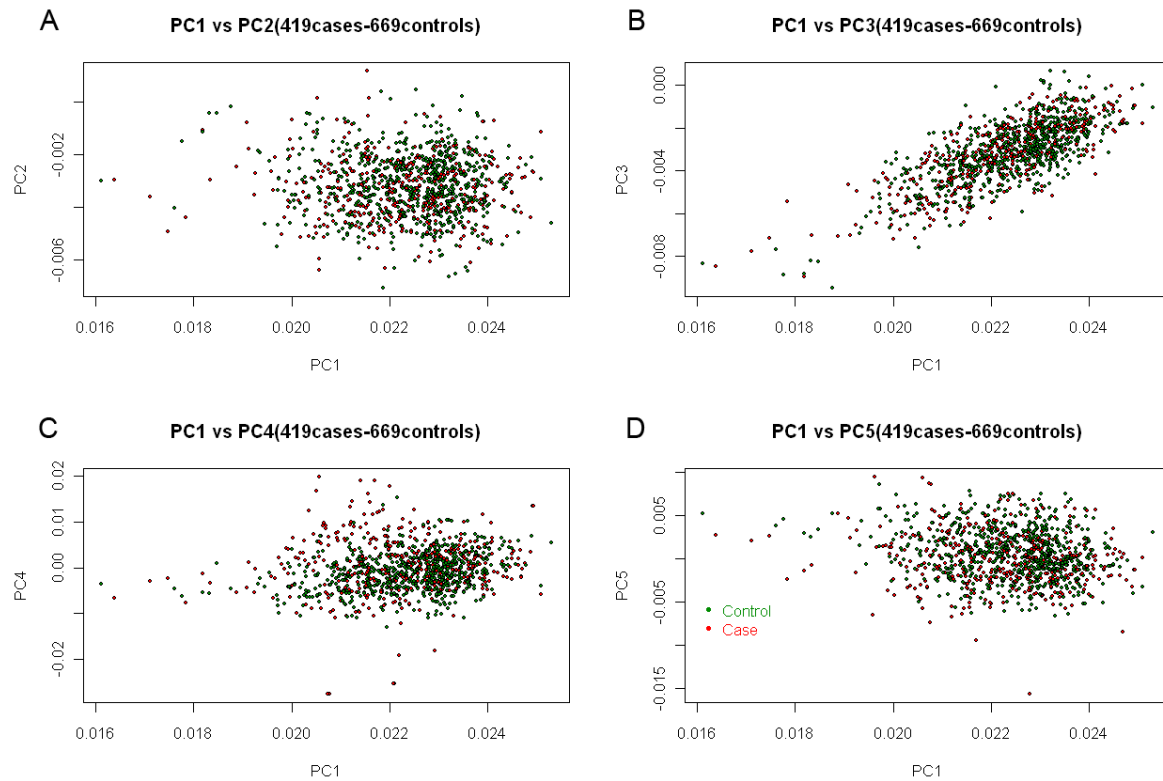 A
PC1 vs PC2(419cases-669controls)
PC2
-0.002
-0.006
0.016 0.018 0.020 0.022 0.024
PC1
B
PC1 vs PC3(419cases-669controls)
PC3
0.000
-0.004
-0.008
0.016 0.018 0.020 0.022 0.024
PC1
C
PC1 vs PC4(419cases-669controls)
PC4
0.02
0.01
0.00
-0.02
0.016 0.018 0.020 0.022 0.024
PC1
D
PC1 vs PC5(419cases-669controls)
PC5
0.005
-0.005
-0.015
Control
Case
0.016 0.018 0.020 0.022 0.024
PC1